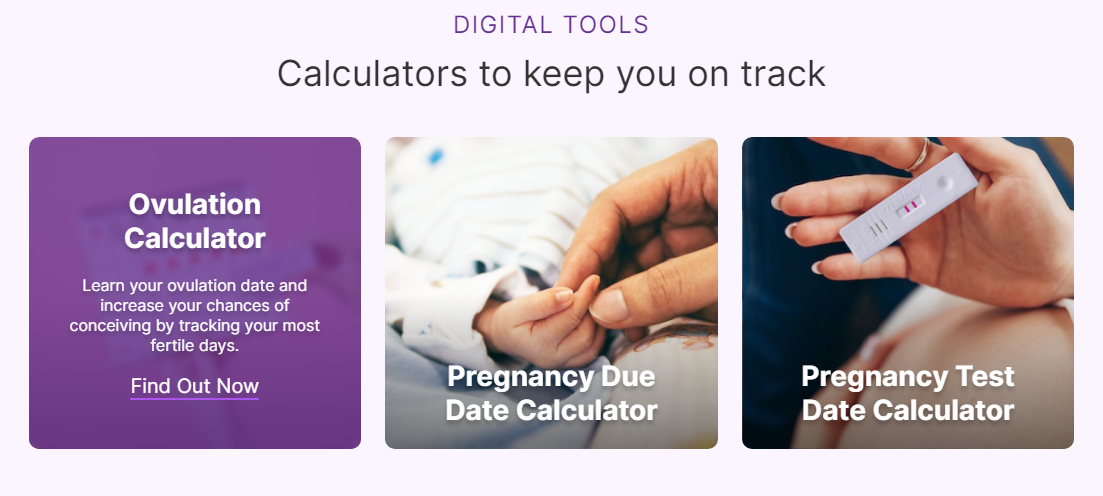 DIGITAL TOOLS
Calculators to keep you on track
Ovulation
Calculator
Learn your ovulation date and
increase your chances of
conceiving by tracking your most
fertile days.
Find Out Now
Pregnancy Due
Date Calculator
Pregnancy Test
Date Calculator